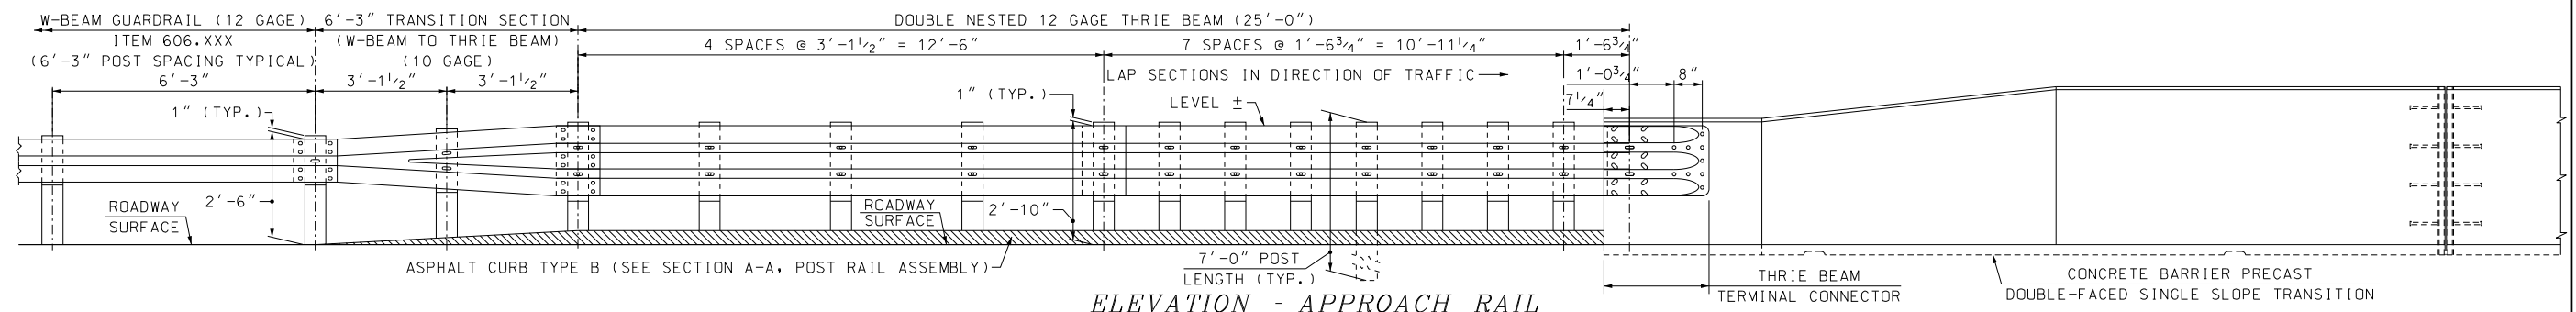 W-BEAM GUARDRAIL (12 GAGE)
ITEM 606.XXX
(6'-3" POST SPACING TYPICAL)
6'-3"
6'-3" TRANSITION SECTION
(W-BEAM TO THRIE BEAM)
(10 GAGE)
3'-1½"
3'-1½"
DOUBLE NESTED 12 GAGE THRIE BEAM (25'-0")
4 SPACES @ 3'-1½" = 12'-6"
7 SPACES @ 1'-6¾" = 10'-11¼"
1'-6¾"
LAP SECTIONS IN DIRECTION OF TRAFFIC
1'-0¾"
8"
7¼"
1" (TYP.)
1" (TYP.)
LEVEL ±
2'-6"
ROADWAY
SURFACE
ROADWAY
SURFACE
2'-10"
ASPHALT CURB TYPE B (SEE SECTION A-A, POST RAIL ASSEMBLY)
7'-0" POST
LENGTH (TYP.)
THRIE BEAM
TERMINAL CONNECTOR
CONCRETE BARRIER PRECAST
DOUBLE-FACED SINGLE SLOPE TRANSITION
ELEVATION - APPROACH RAIL